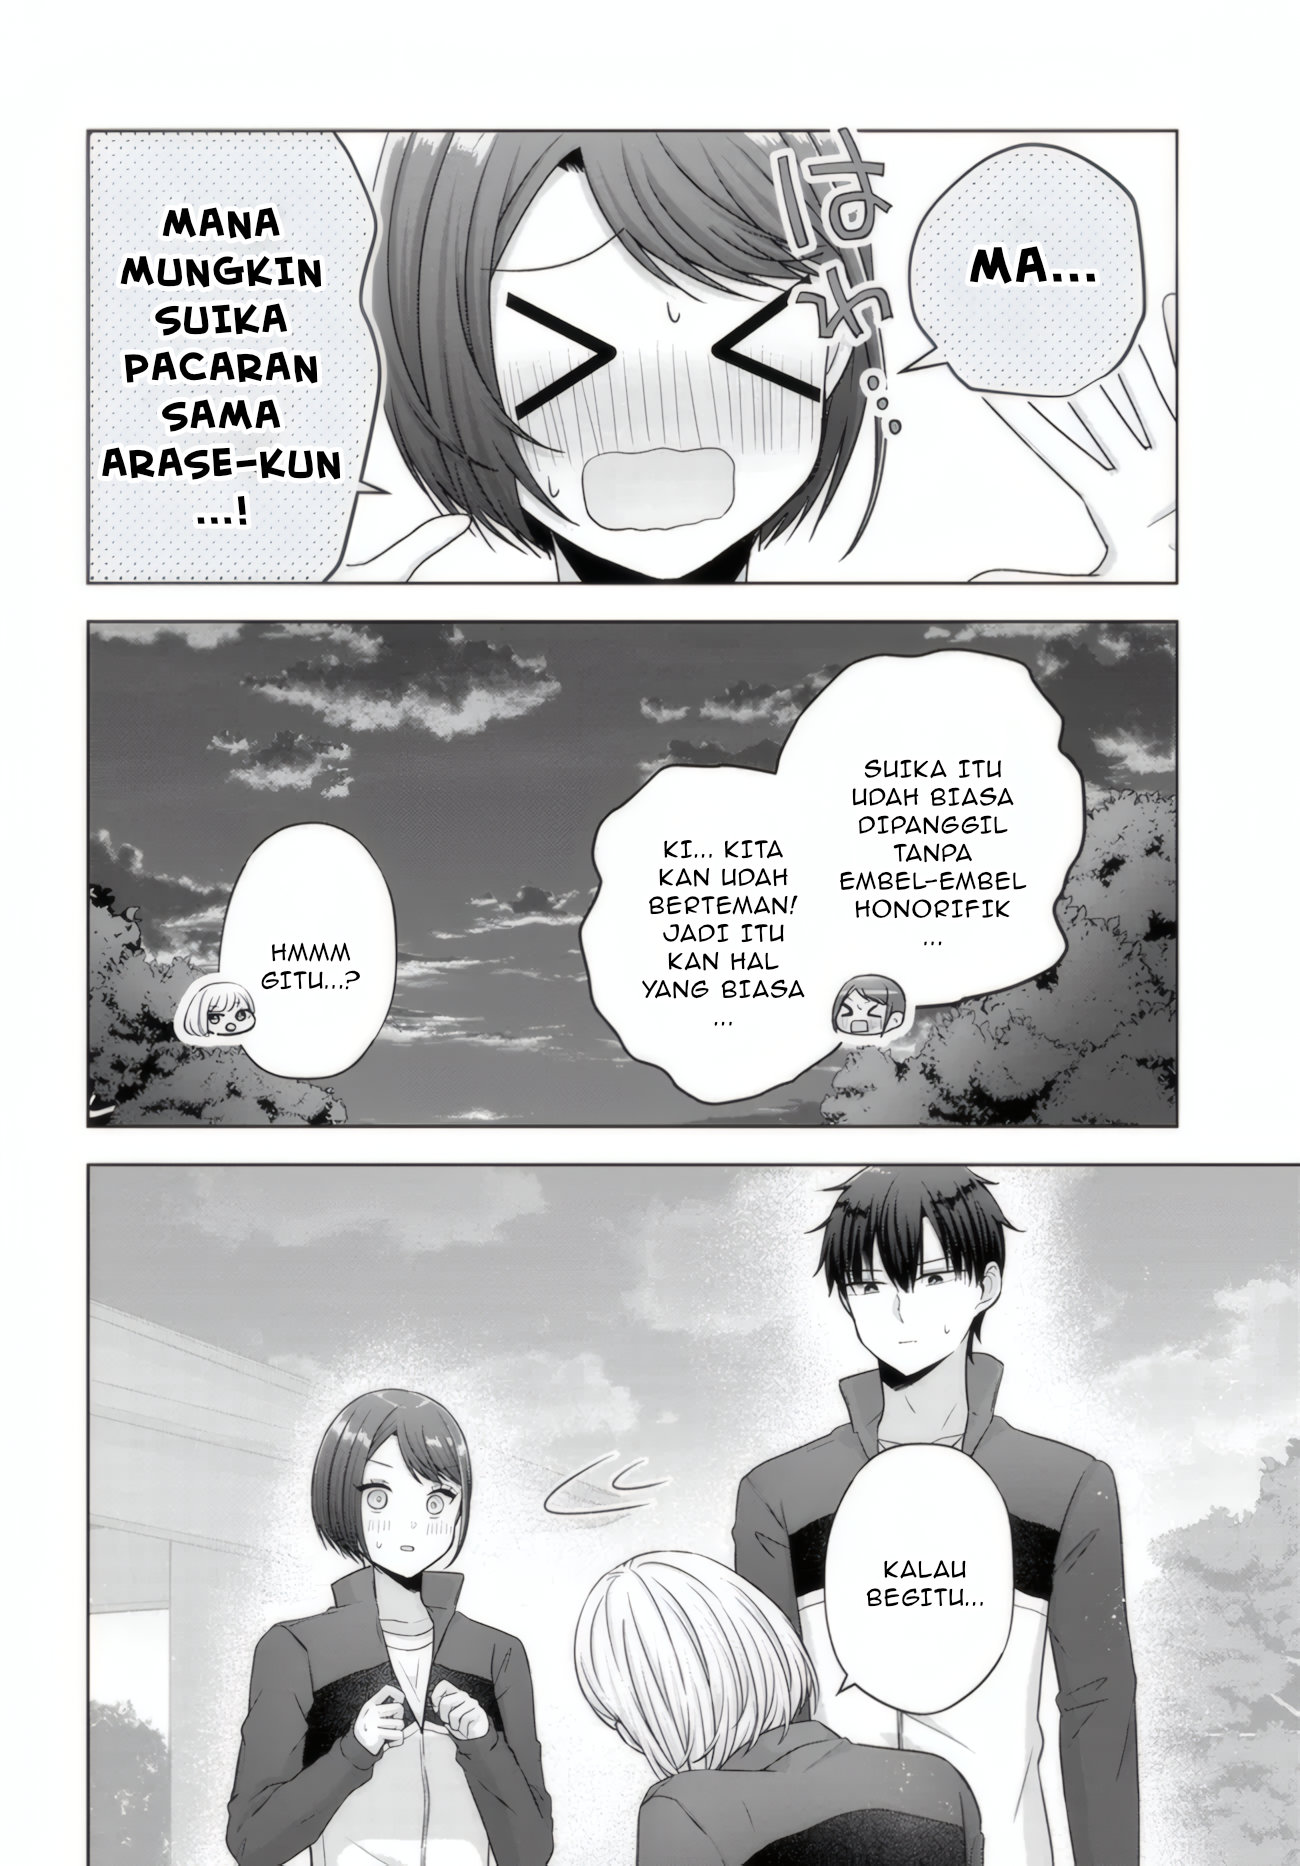 MA...
はわわ...
MANA
MUNGKIN
SUIKA
PACARAN
SAMA
ARASE-KUN
...!
SUIKA ITU
UDAH BIASA
DIPANGGIL
TANPA
EMBEL-EMBEL
HONORIFIK
...
KI... KITA
KAN UDAH
BERTEMAN!
JADI ITU
KAN HAL
YANG BIASA
...
HMMM
GITU...?
KALAU
BEGITU...